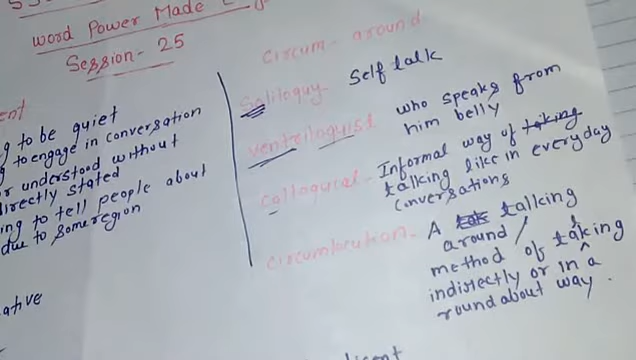 Word Power Made
Session - 25
to be quiet
to engage in conversation
understood without
directly stated
to tell people about
due to some region
ative
circum - around
Soliloquy - Self talk
ventriloquist who speaks from
him belly
colloquial - Informal way of taking
talking like in everyday
conversations
circumlocution - A talk talking
around /
method of talking
indirectly or in a
round about way.